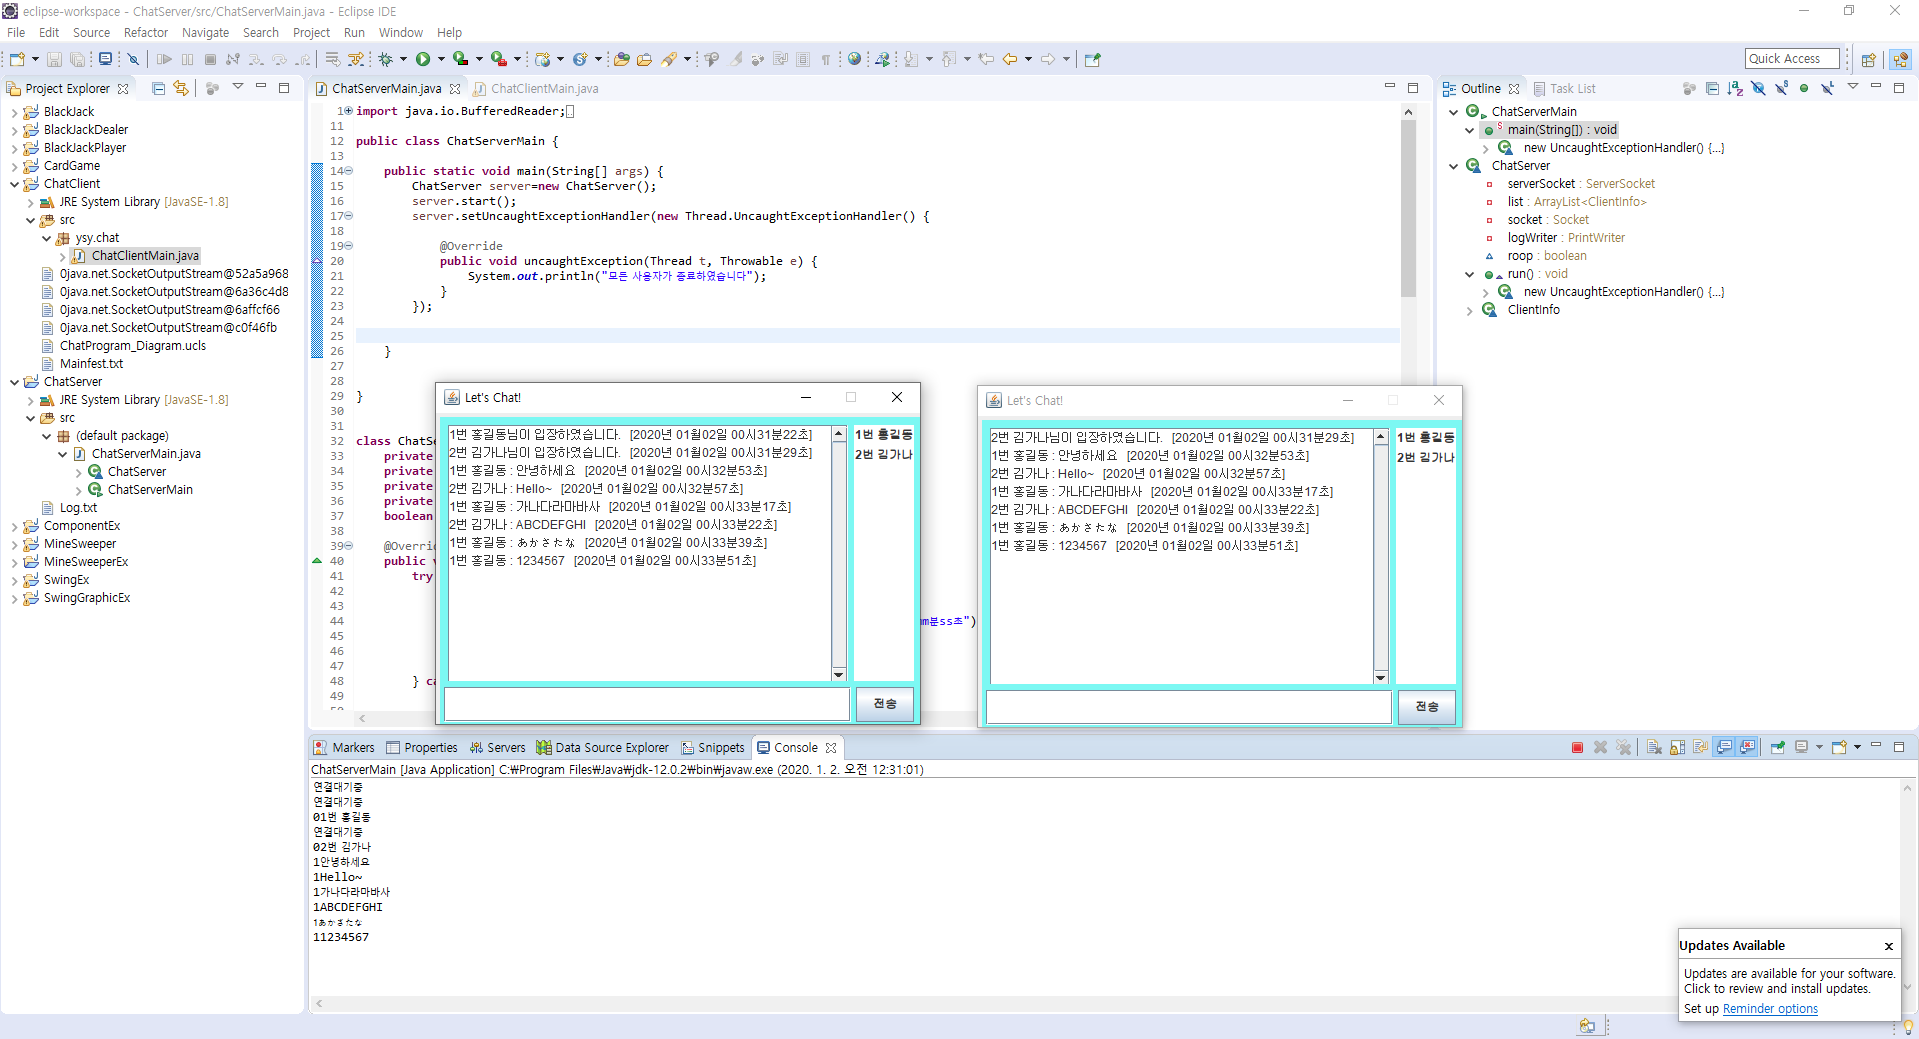 eclipse-workspace - ChatServer/src/ChatServerMain.java - Eclipse IDE
File Edit Source Refactor Navigate Search Project Run Window Help
Quick Access
Project Explorer
BlackJack
BlackJackDealer
BlackJackPlayer
CardGame
ChatClient
JRE System Library [JavaSE-1.8]
src
ysy.chat
ChatClientMain.java
0java.net.SocketOutputStream@52a5a968
0java.net.SocketOutputStream@6a36c4d8
0java.net.SocketOutputStream@6affcf66
0java.net.SocketOutputStream@c0f46fb
ChatProgram_Diagram.ucls
Mainfest.txt
ChatServer
JRE System Library [JavaSE-1.8]
src
(default package)
ChatServerMain.java
ChatServer
ChatServerMain
Log.txt
ComponentEx
MineSweeper
MineSweeperEx
SwingEx
SwingGraphicEx
ChatServerMain.java ChatClientMain.java
1 import java.io.BufferedReader;
11
12 public class ChatServerMain {
13
14 public static void main(String[] args) {
15 ChatServer server=new ChatServer();
16 server.start();
17 server.setUncaughtExceptionHandler(new Thread.UncaughtExceptionHandler() {
18
19 @Override
20 public void uncaughtException(Thread t, Throwable e) {
21 System.out.println("모든 사용자가 종료하였습니다");
22 }
23 });
24
25
26 }
27
28
29 }
30
31
32 class ChatSe
33 private
34 private
35 private
36 private
37 boolean
38
39 @Overri
40 public v
41 try
42
43
44 mm분ss초")
45
46
47
48 } ca
49
Let's Chat!
1번 홍길동님이 입장하였습니다. [2020년 01월02일 00시31분22초]
2번 김가나님이 입장하였습니다. [2020년 01월02일 00시31분29초]
1번 홍길동 : 안녕하세요 [2020년 01월02일 00시32분53초]
2번 김가나 : Hello~ [2020년 01월02일 00시32분57초]
1번 홍길동 : 가나다라마바사 [2020년 01월02일 00시33분17초]
2번 김가나 : ABCDEFGHI [2020년 01월02일 00시33분22초]
1번 홍길동 : あかさたな [2020년 01월02일 00시33분39초]
1번 홍길동 : 1234567 [2020년 01월02일 00시33분51초]
1번 홍길동
2번 김가나
전송
Let's Chat!
2번 김가나님이 입장하였습니다. [2020년 01월02일 00시31분29초]
1번 홍길동 : 안녕하세요 [2020년 01월02일 00시32분53초]
2번 김가나 : Hello~ [2020년 01월02일 00시32분57초]
1번 홍길동 : 가나다라마바사 [2020년 01월02일 00시33분17초]
2번 김가나 : ABCDEFGHI [2020년 01월02일 00시33분22초]
1번 홍길동 : あかさたな [2020년 01월02일 00시33분39초]
1번 홍길동 : 1234567 [2020년 01월02일 00시33분51초]
1번 홍길동
2번 김가나
전송
Outline Task List
ChatServerMain
main(String[]) : void
new UncaughtExceptionHandler() {...}
ChatServer
serverSocket : ServerSocket
list : ArrayList<ClientInfo>
socket : Socket
logWriter : PrintWriter
roop : boolean
run() : void
new UncaughtExceptionHandler() {...}
ClientInfo
Markers Properties Servers Data Source Explorer Snippets Console
ChatServerMain [Java Application] C:₩Program Files₩Java₩jdk-12.0.2₩bin₩javaw.exe (2020. 1. 2. 오전 12:31:01)
연결대기중
연결대기중
01번 홍길동
연결대기중
02번 김가나
1안녕하세요
1Hello~
1가나다라마바사
1ABCDEFGHI
1あかさたな
11234567
Updates Available
Updates are available for your software.
Click to review and install updates.
Set up Reminder options